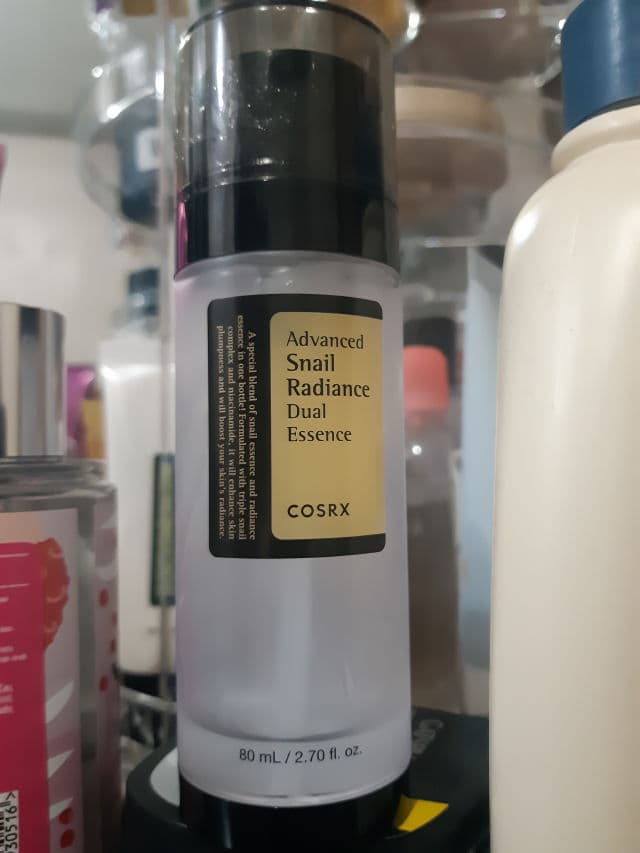 Advanced
Snail
Radiance
Dual
Essence
COSRX
A special blend of snail essence and radiance
essence in one bottle! Formulated with triple snail
complex and niacinamide, it will enhance skin
plumpness and will boost your skin's radiance.
80 mL / 2.70 fl. oz.
30516